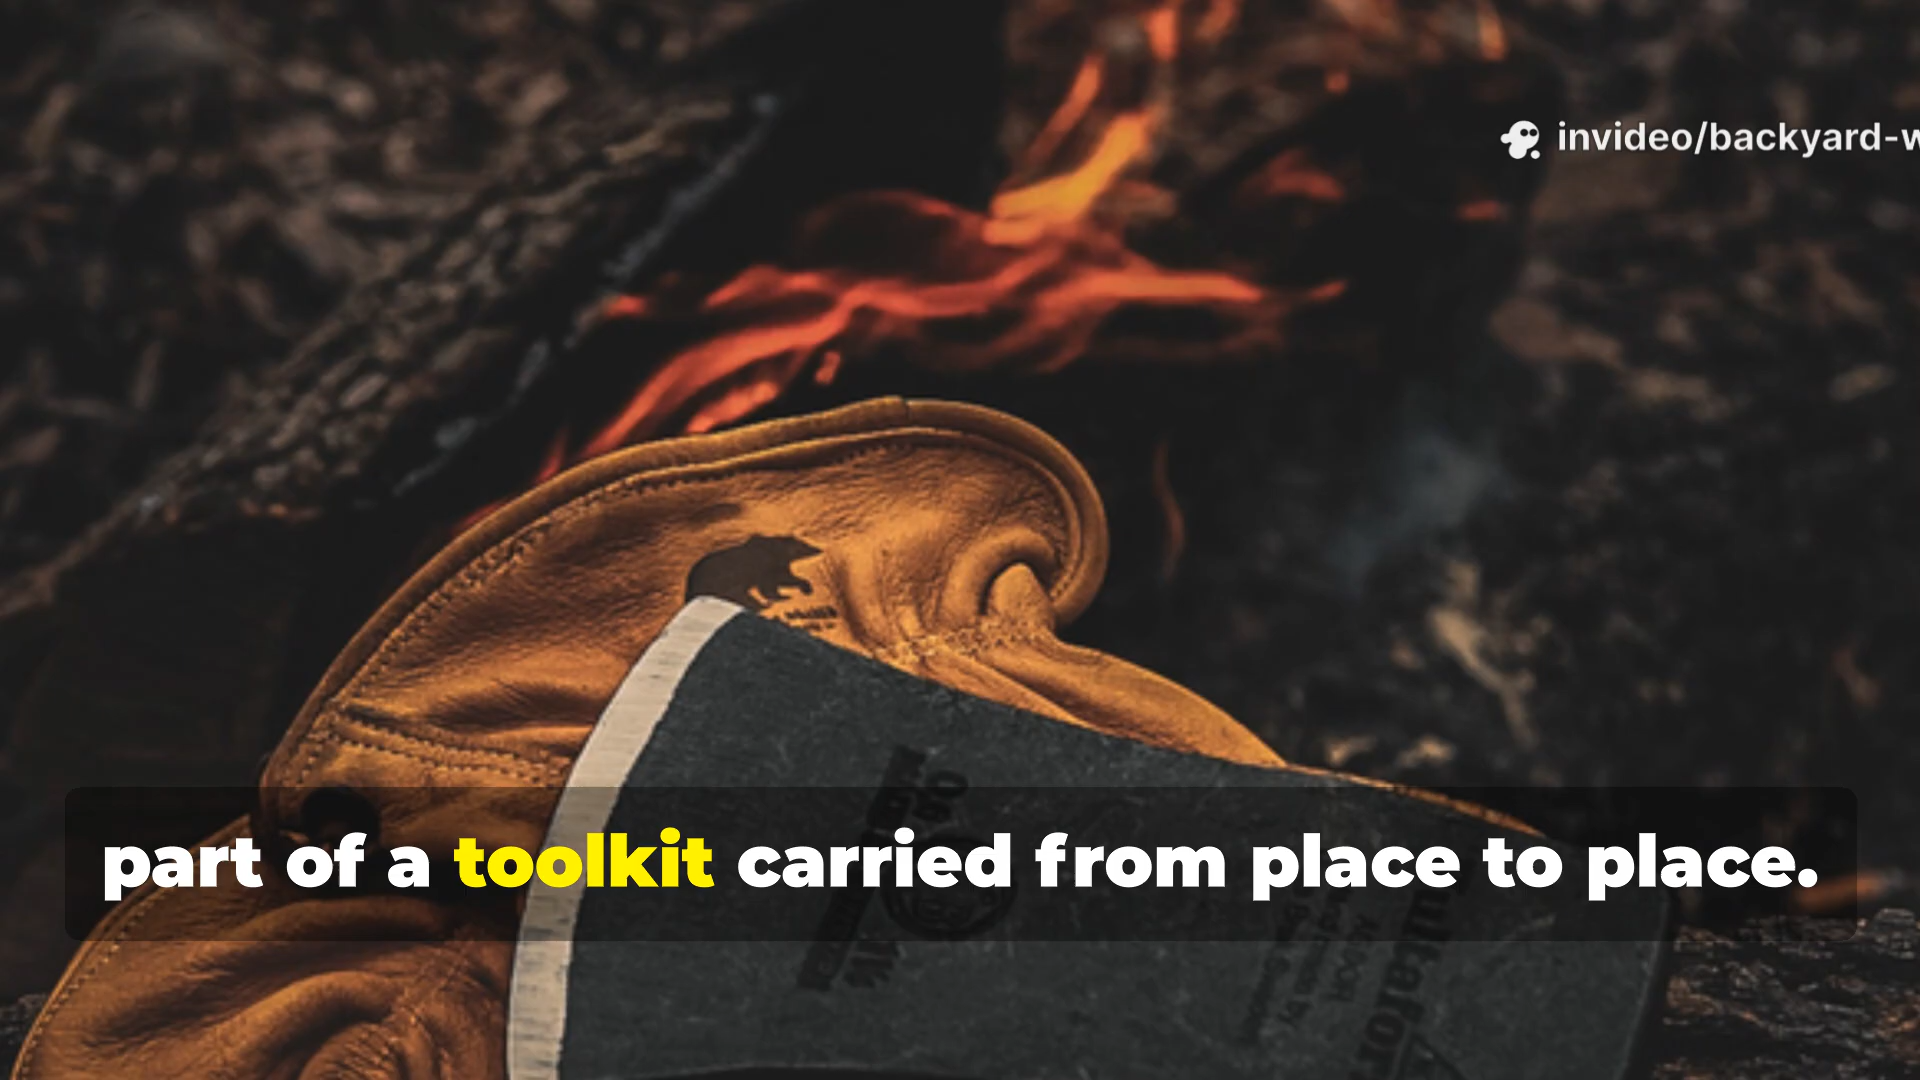 invideo/backyard-w
part of a toolkit carried from place to place.